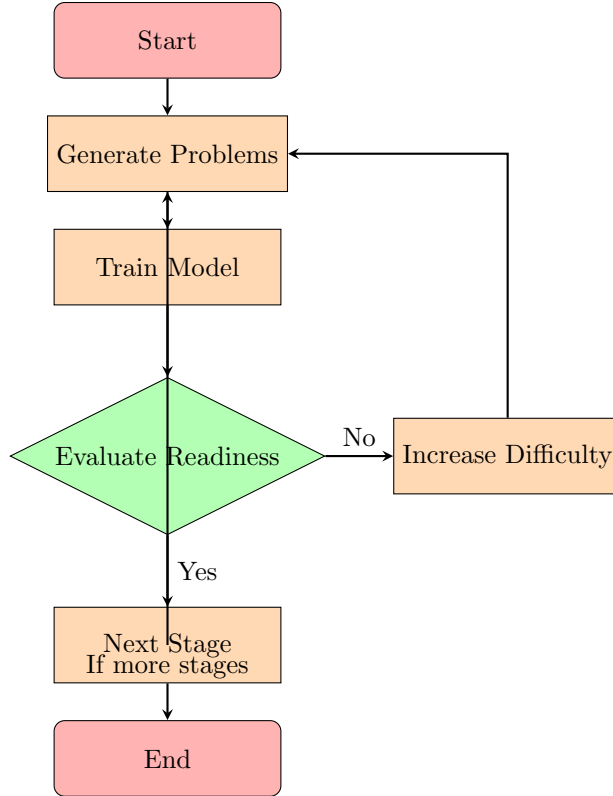 Start
Generate Problems
Train Model
Evaluate Readiness
No
Increase Difficulty
Yes
Next Stage
If more stages
End